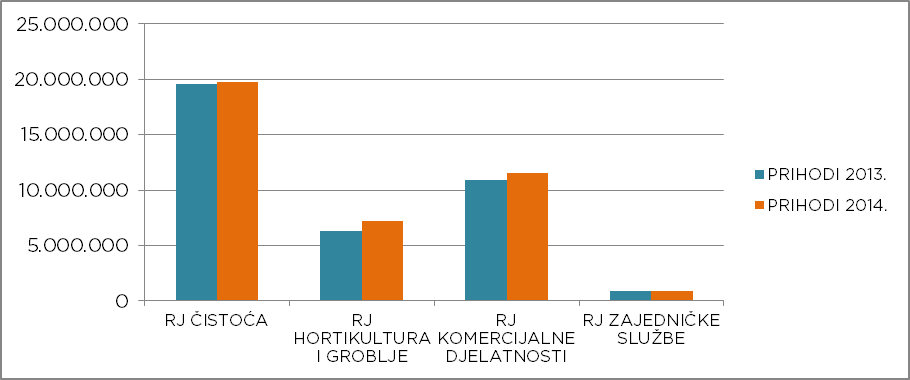 25.000.000
20.000.000
15.000.000
10.000.000
5.000.000
0
RJ ČISTOĆA
RJ
HORTIKULTURA
I GROBLJE
RJ
KOMERCIJALNE
DJELATNOSTI
RJ ZAJEDNIČKE
SLUŽBE
PRIHODI 2013.
PRIHODI 2014.